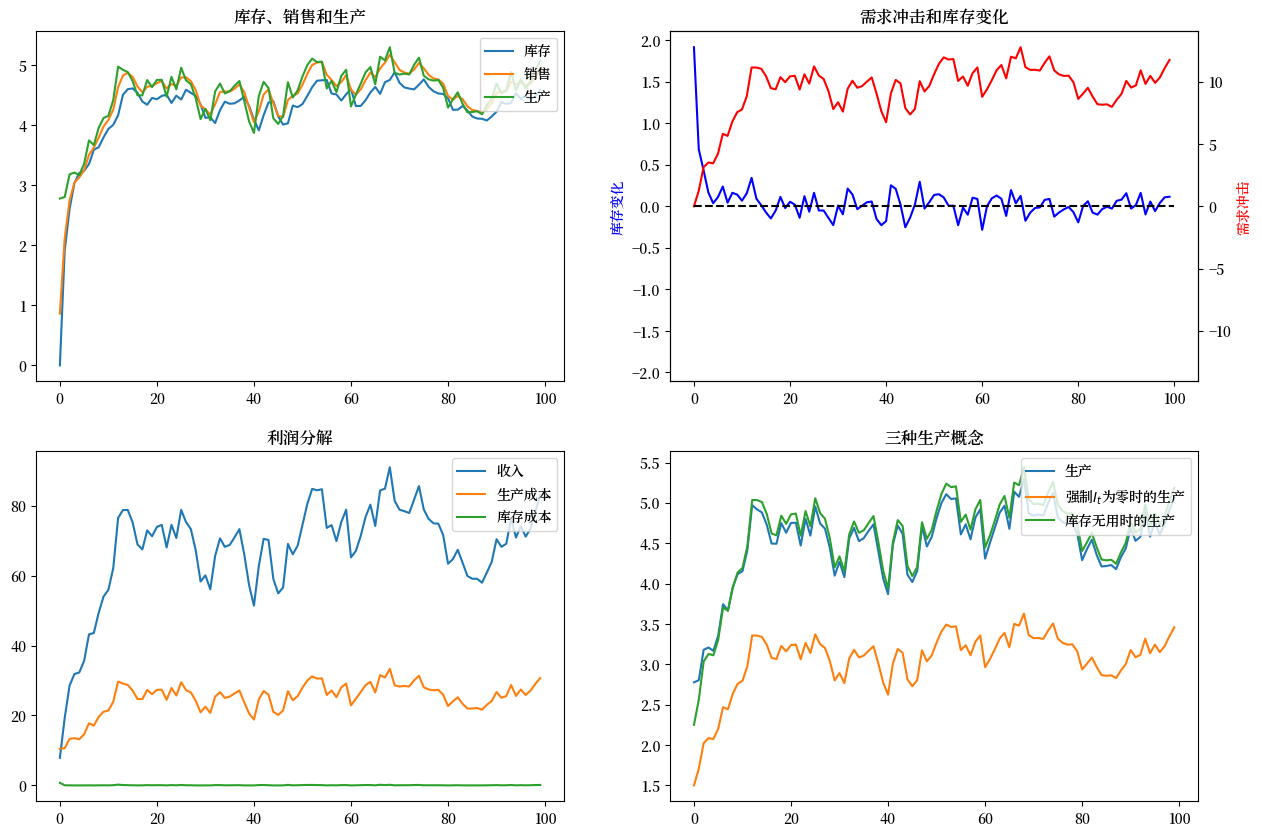 库存、销售和生产
库存
销售
生产
5
4
3
2
1
0
0 20 40 60 80 100
需求冲击和库存变化
库存变化
2.0
1.5
1.0
0.5
0.0
−0.5
−1.0
−1.5
−2.0
10
5
0
−5
−10
需求冲击
0 20 40 60 80 100
利润分解
收入
生产成本
库存成本
80
60
40
20
0
0 20 40 60 80 100
三种生产概念
生产
强制I_t为零时的生产
库存无用时的生产
5.5
5.0
4.5
4.0
3.5
3.0
2.5
2.0
1.5
0 20 40 60 80 100